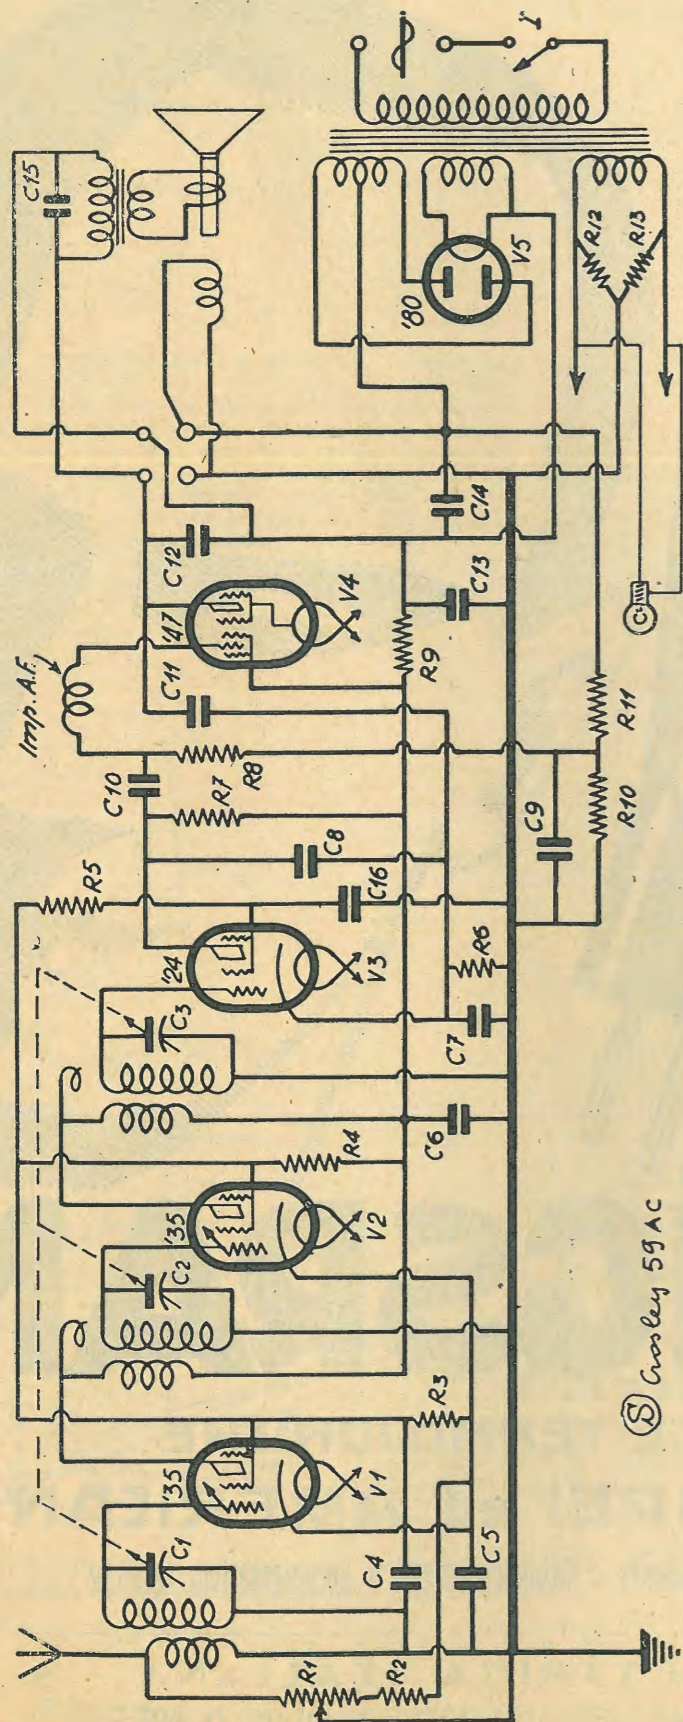 R1
R2
C1
'35
V1
C4
C5
R3
C2
'35
V2
R4
C6
C3
'24
V3
R5
C7
R6
C16
C8
R7
R8
C10
Imp. A.F.
C11
'47
V4
C12
R9
C13
C14
C9
R10
R11
C15
'80
V5
R12
R13
C
I
S Crosley 59 AC